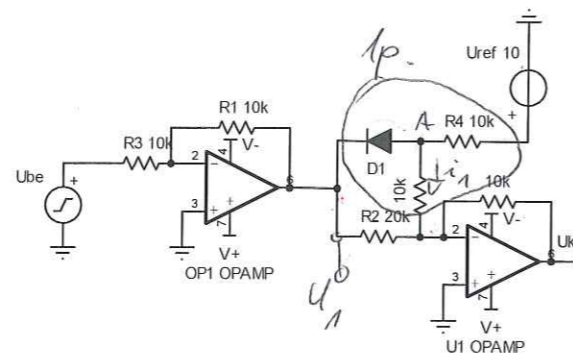 1p.
Uref 10
+
R1 10k
A
R4 10k
V-
R3 10k
D1
i1
Ube
+
2
4
6
10k
10k
3
7
R2 20k
V-
V+
2
4
6
Uk
OP1 OPAMP
U1
3
7
V+
U1 OPAMP